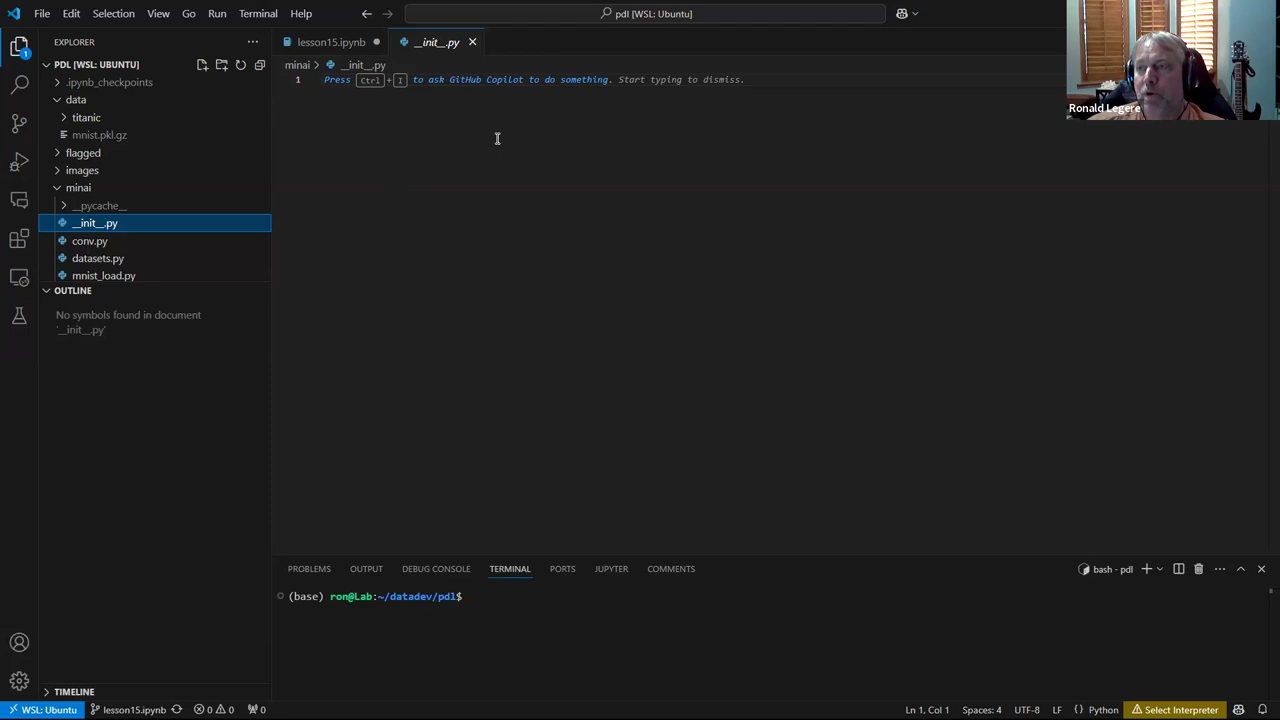 File Edit Selection View Go Run Terminal Help
pdl [WSL: Ubuntu]
EXPLORER
PDL [WSL: UBUNTU]
.ipynb_checkpoints
data
titanic
mnist.pkl.gz
flagged
images
minai
__pycache__
__init__.py
conv.py
datasets.py
mnist_load.py
OUTLINE
No symbols found in document
'__init__.py'
TIMELINE
lesson15.ipynb
__init__.py
minai > __init__.py
1 Press Ctrl + I to ask GitHub Copilot to do something. Start typing to dismiss.
Ronald Legere
PROBLEMS OUTPUT DEBUG CONSOLE TERMINAL PORTS JUPYTER COMMENTS
bash - pdl
(base) ron@Lab:~/datadev/pdl$
1
WSL: Ubuntu lesson15.ipynb 0 0 0 Ln 1, Col 1 Spaces: 4 UTF-8 LF Python Select Interpreter